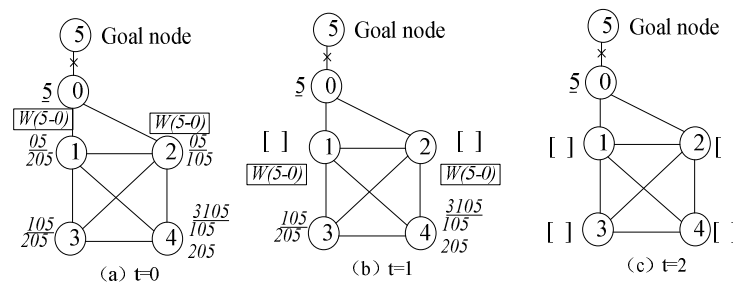 5 Goal node
5 0
W(5-0) W(5-0)
05 1 2 05
205 105
105 3 4 3105
205 105
205
(a) t=0
5 Goal node
5 0
[ ] 1 2 [ ]
W(5-0) W(5-0)
105 3 4 3105
205 105
205
(b) t=1
5 Goal node
5 0
[ ] 1 2 [
[ ] 3 4 [ ]
(c) t=2